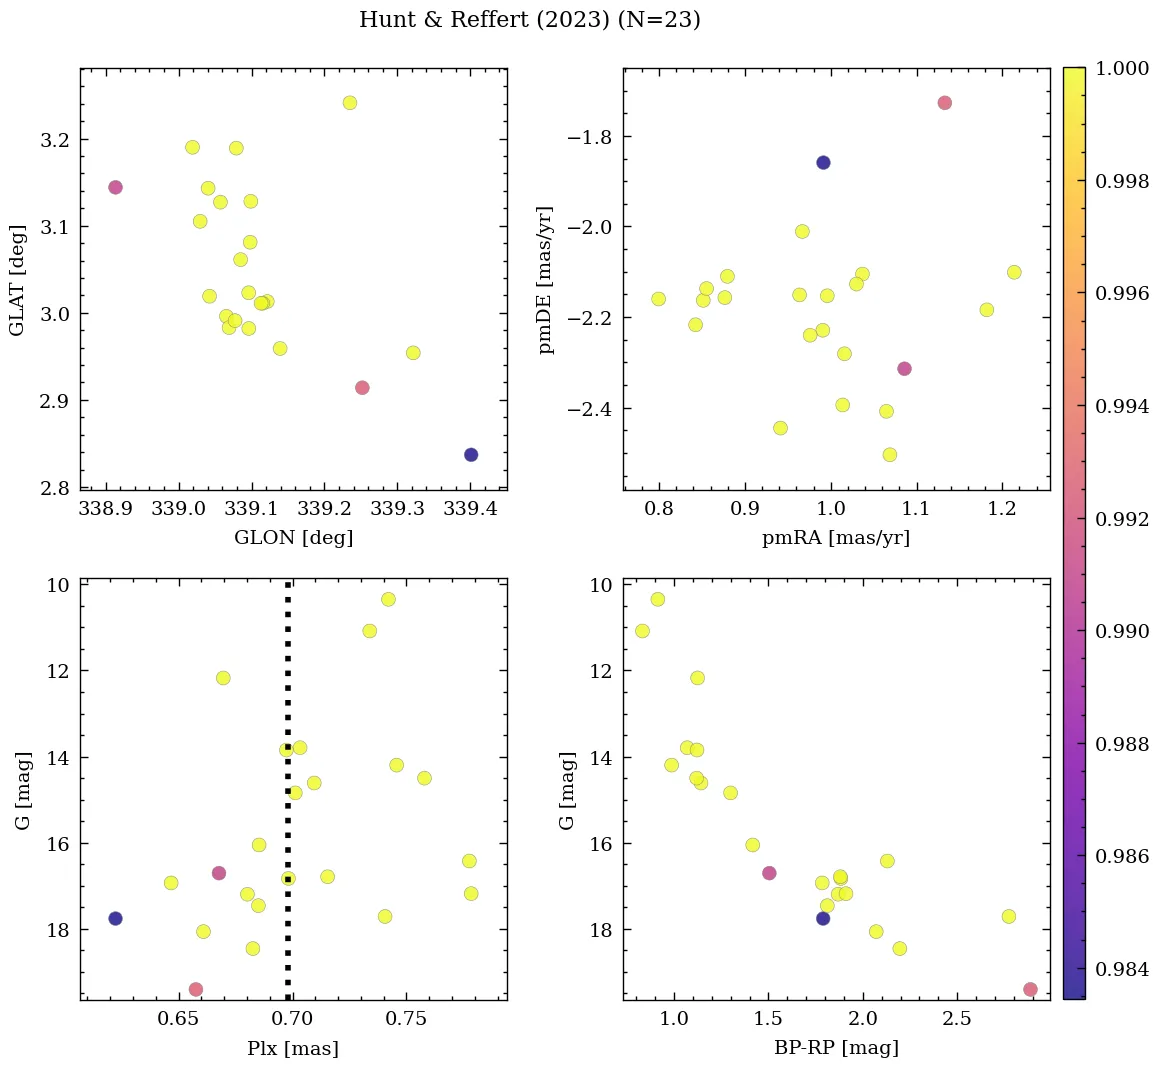 Hunt & Reffert (2023) (N=23)
3.2
3.1
3.0
2.9
2.8
GLAT [deg]
338.9 339.0 339.1 339.2 339.3 339.4
GLON [deg]
−1.8
−2.0
−2.2
−2.4
pmDE [mas/yr]
0.8 0.9 1.0 1.1 1.2
pmRA [mas/yr]
10
12
14
16
18
G [mag]
0.65 0.70 0.75
Plx [mas]
10
12
14
16
18
G [mag]
1.0 1.5 2.0 2.5
BP-RP [mag]
1.000
0.998
0.996
0.994
0.992
0.990
0.988
0.986
0.984